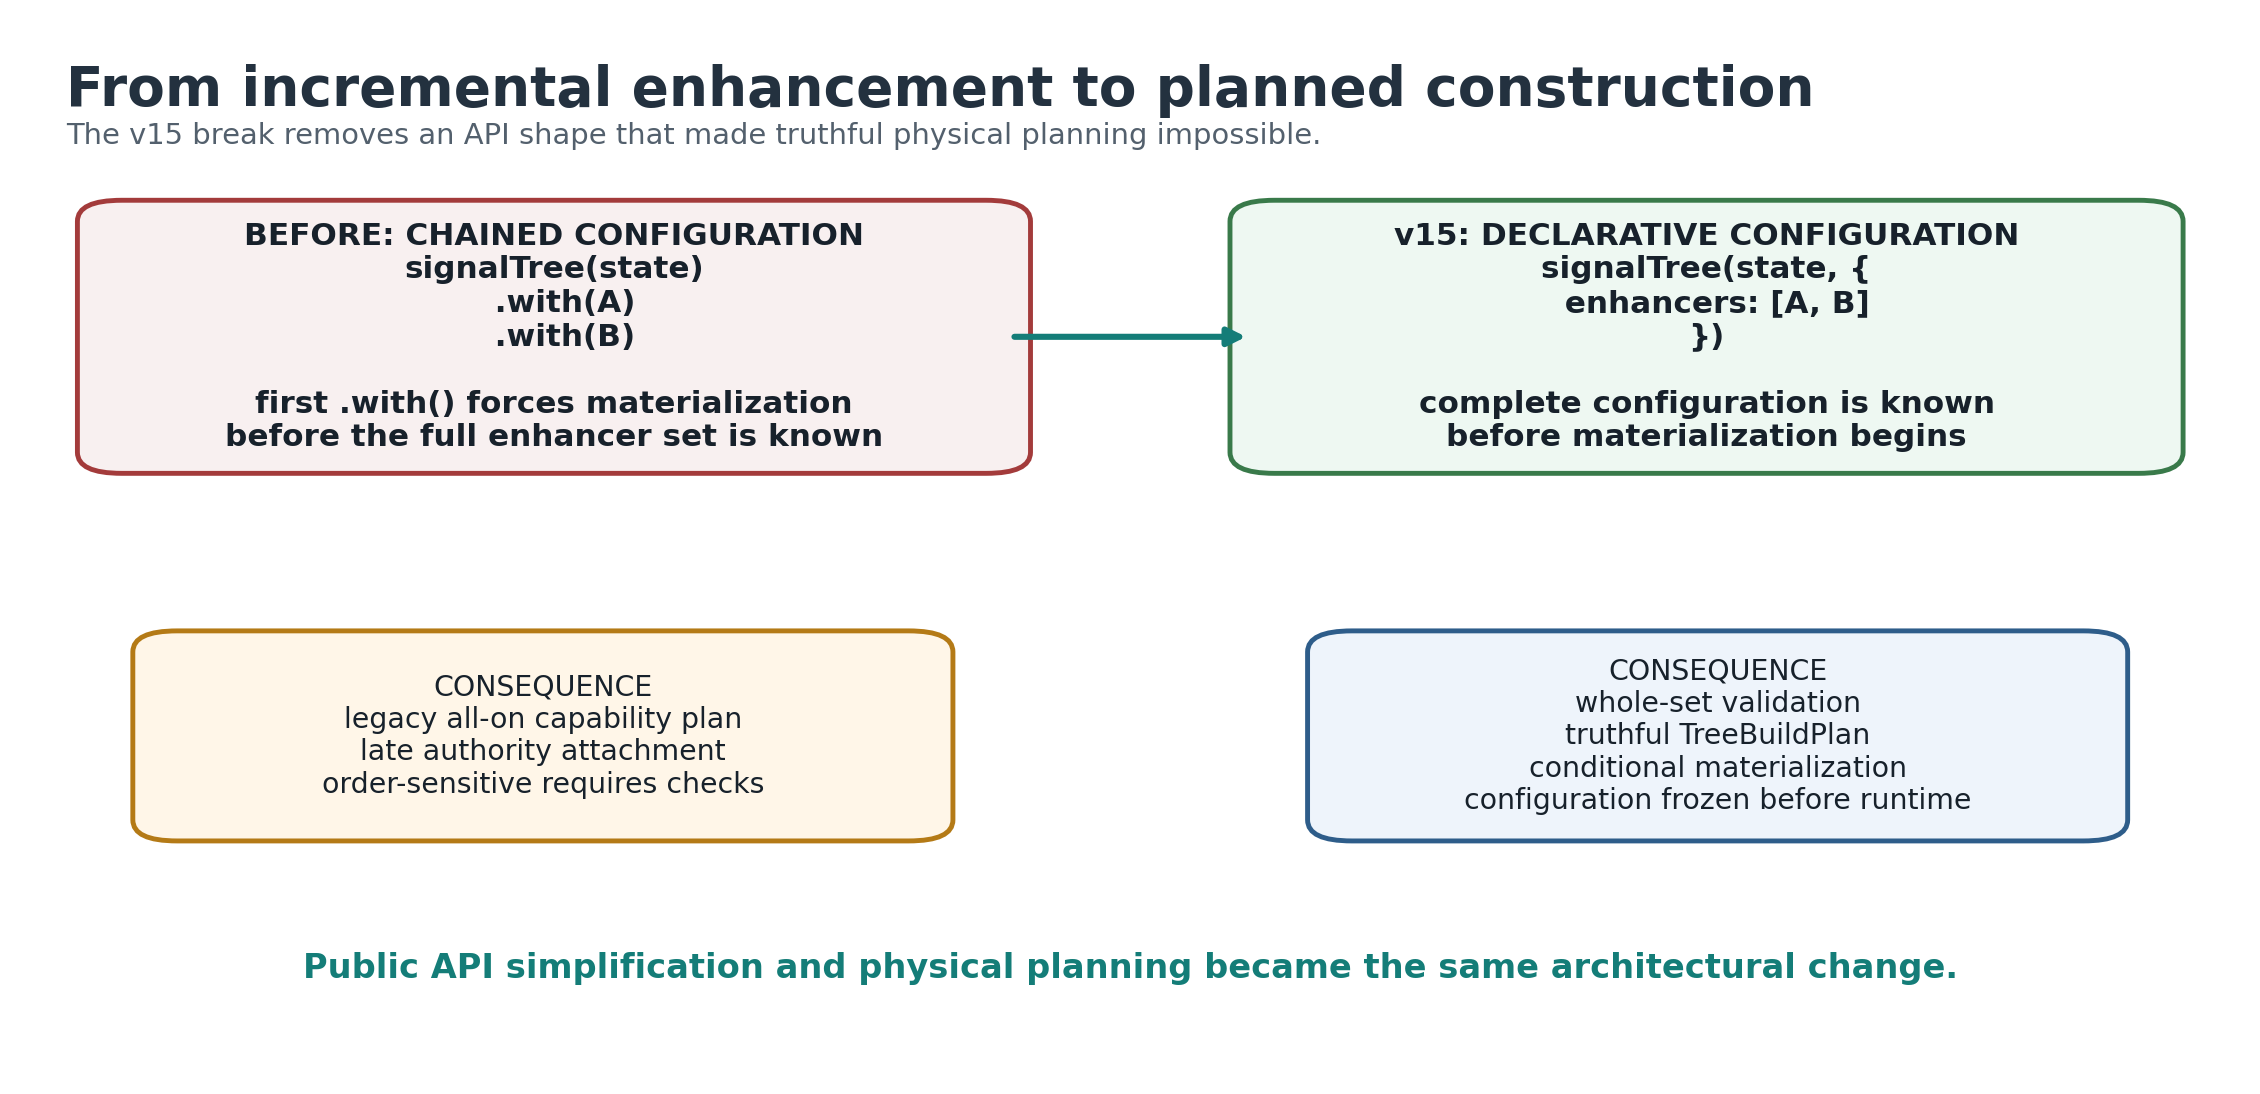 From incremental enhancement to planned construction
The v15 break removes an API shape that made truthful physical planning impossible.
BEFORE: CHAINED CONFIGURATION
signalTree(state)
.with(A)
.with(B)
first .with() forces materialization
before the full enhancer set is known
v15: DECLARATIVE CONFIGURATION
signalTree(state, {
enhancers: [A, B]
})
complete configuration is known
before materialization begins
CONSEQUENCE
legacy all-on capability plan
late authority attachment
order-sensitive requires checks
CONSEQUENCE
whole-set validation
truthful TreeBuildPlan
conditional materialization
configuration frozen before runtime
Public API simplification and physical planning became the same architectural change.